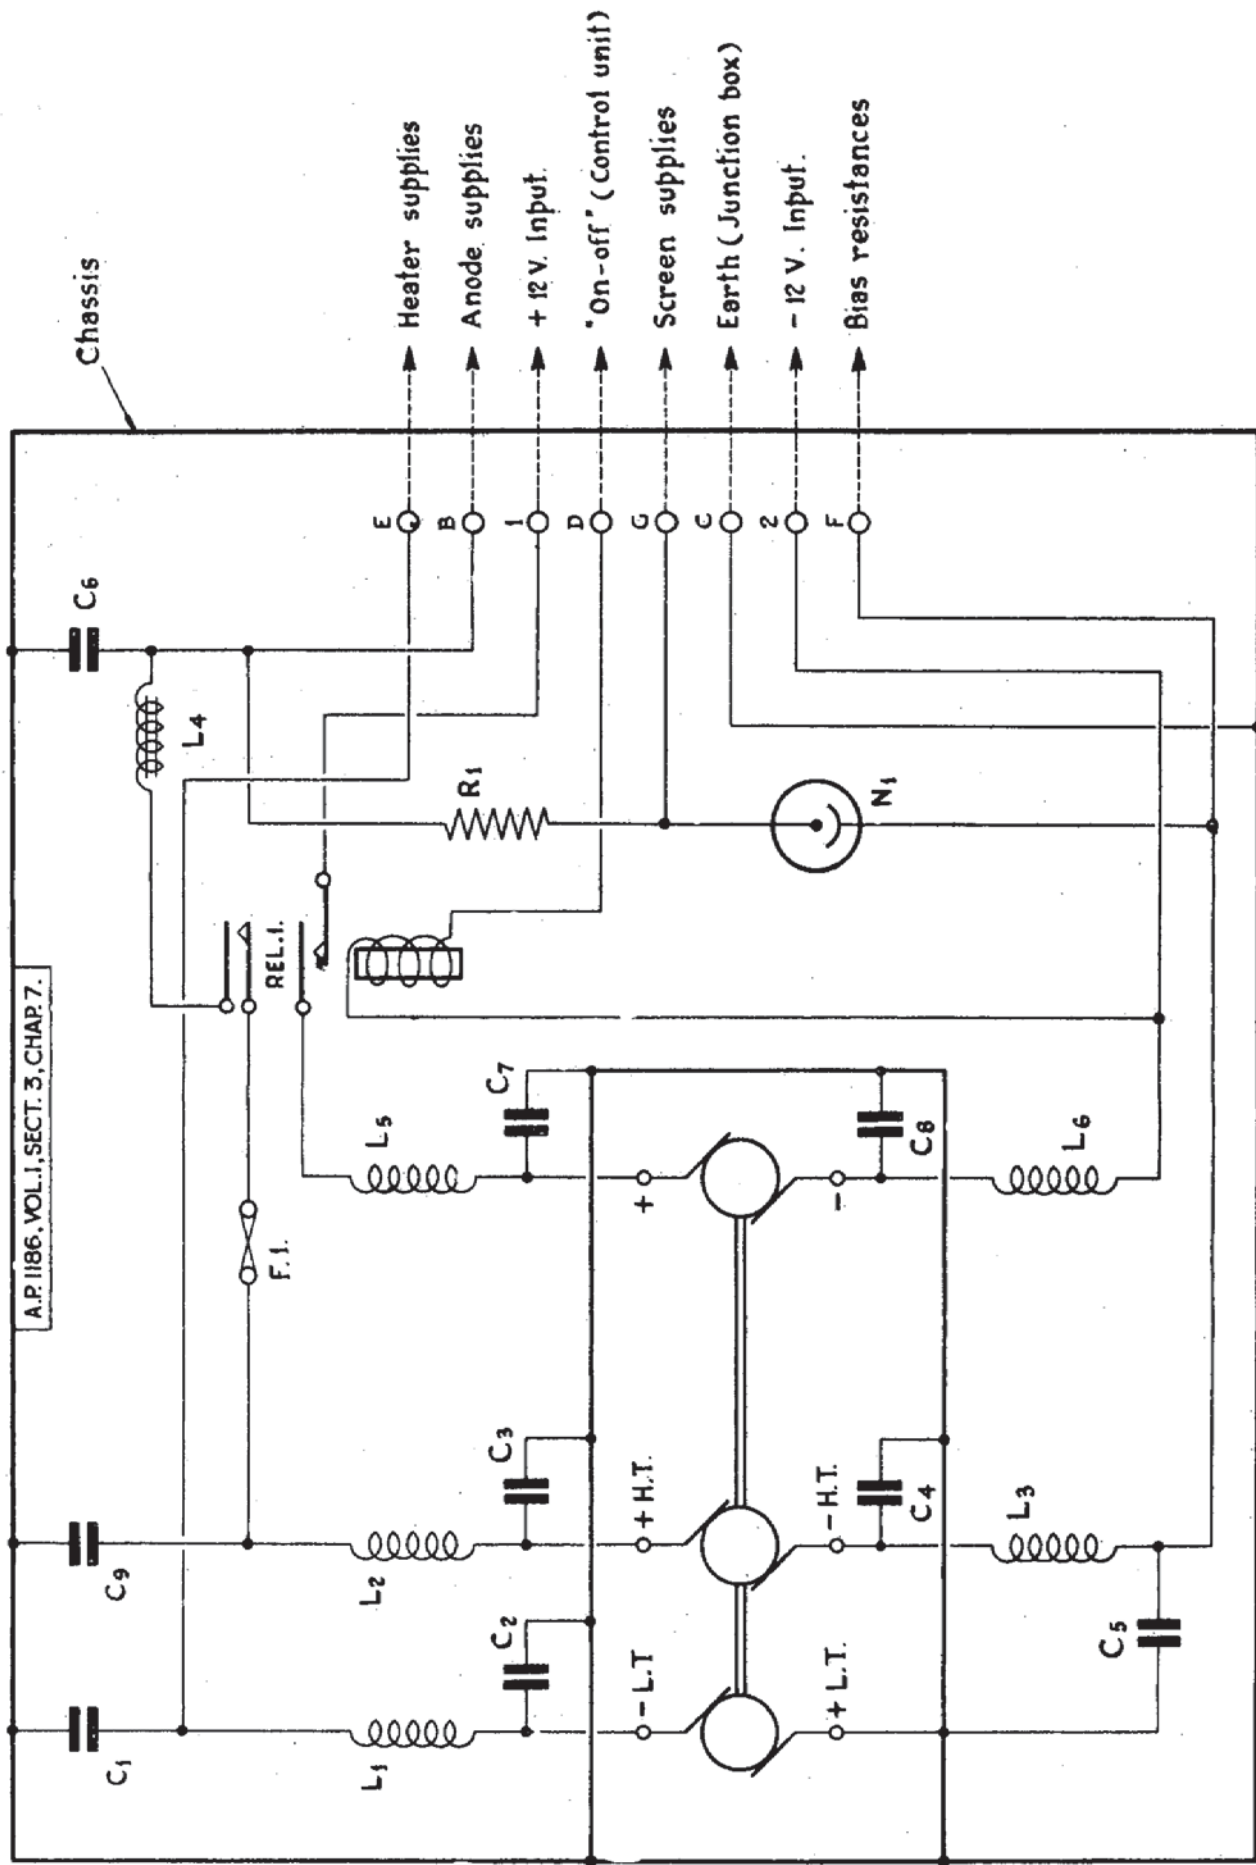 A.P. 1186, VOL. 1, SECT. 3, CHAP. 7.
Chassis
C1
C9
C6
L4
F.1.
REL.1.
L1
L2
L5
R1
C2
C3
C7
- L.T
+ H.T.
+
N1
+ L.T.
- H.T.
-
C4
C8
L3
L6
C5
E
Heater supplies
B
Anode supplies
1
+ 12 V. Input.
D
"On-off" (Control unit)
G
Screen supplies
C
Earth (Junction box)
2
- 12 V. Input.
F
Bias resistances